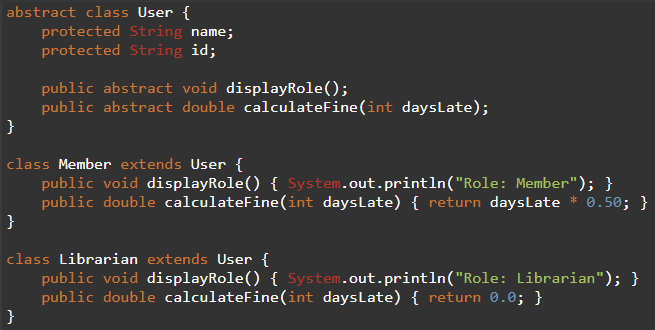 abstract class User {
    protected String name;
    protected String id;

    public abstract void displayRole();
    public abstract double calculateFine(int daysLate);
}

class Member extends User {
    public void displayRole() { System.out.println("Role: Member"); }
    public double calculateFine(int daysLate) { return daysLate * 0.50; }
}

class Librarian extends User {
    public void displayRole() { System.out.println("Role: Librarian"); }
    public double calculateFine(int daysLate) { return 0.0; }
}